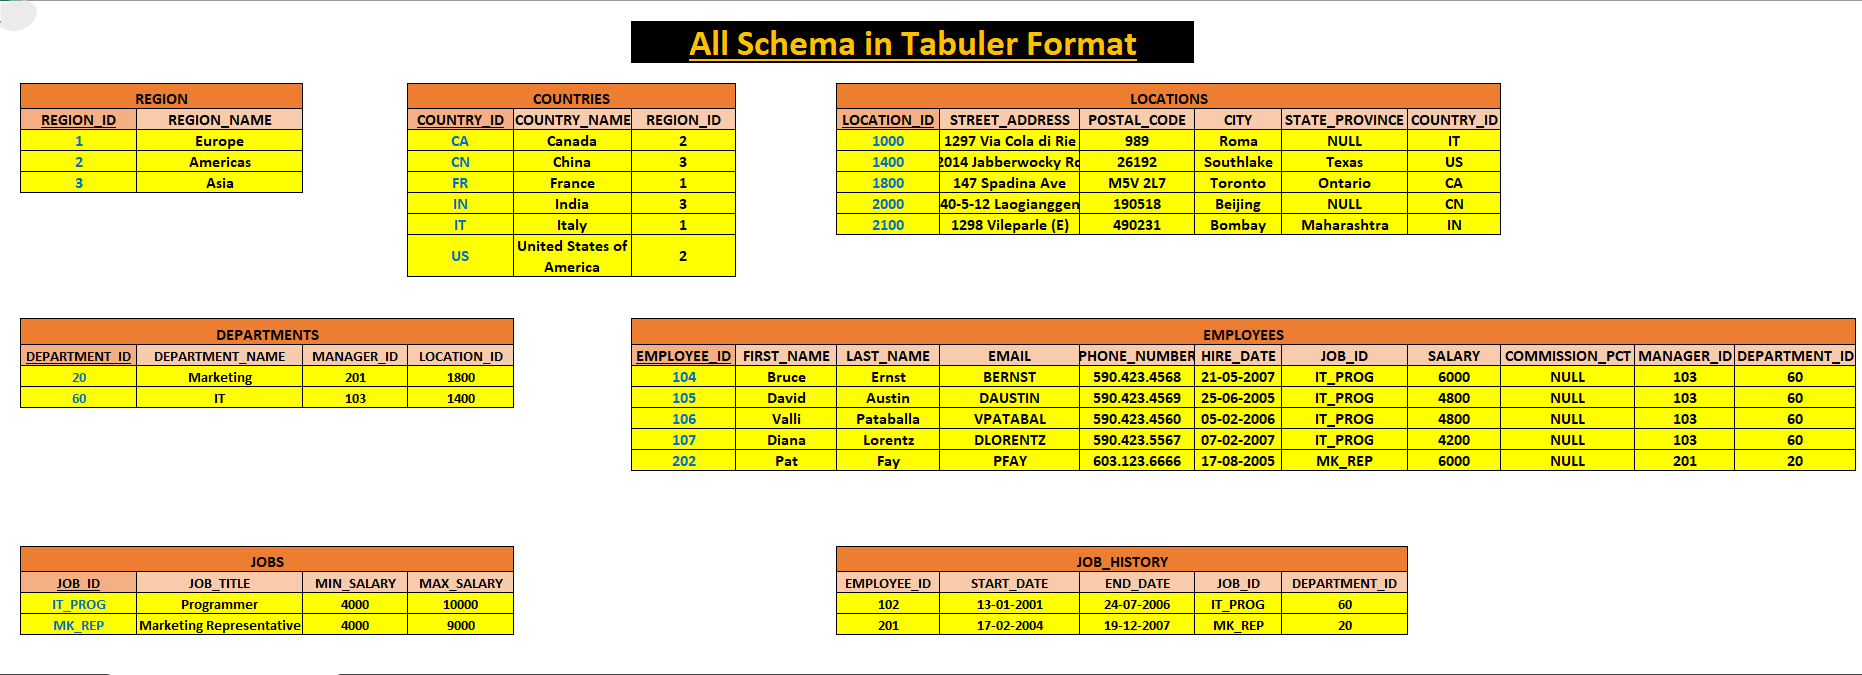 All Schema in Tabuler Format
REGION
REGION_ID REGION_NAME
1 Europe
2 Americas
3 Asia
COUNTRIES
COUNTRY_ID COUNTRY_NAME REGION_ID
CA Canada 2
CN China 3
FR France 1
IN India 3
IT Italy 1
US United States of America 2
LOCATIONS
LOCATION_ID STREET_ADDRESS POSTAL_CODE CITY STATE_PROVINCE COUNTRY_ID
1000 1297 Via Cola di Rie 989 Roma NULL IT
1400 2014 Jabberwocky Rd 26192 Southlake Texas US
1800 147 Spadina Ave M5V 2L7 Toronto Ontario CA
2000 40-5-12 Laogianggen 190518 Beijing NULL CN
2100 1298 Vileparle (E) 490231 Bombay Maharashtra IN
DEPARTMENTS
DEPARTMENT_ID DEPARTMENT_NAME MANAGER_ID LOCATION_ID
20 Marketing 201 1800
60 IT 103 1400
EMPLOYEES
EMPLOYEE_ID FIRST_NAME LAST_NAME EMAIL PHONE_NUMBER HIRE_DATE JOB_ID SALARY COMMISSION_PCT MANAGER_ID DEPARTMENT_ID
104 Bruce Ernst BERNST 590.423.4568 21-05-2007 IT_PROG 6000 NULL 103 60
105 David Austin DAUSTIN 590.423.4569 25-06-2005 IT_PROG 4800 NULL 103 60
106 Valli Pataballa VPATABAL 590.423.4560 05-02-2006 IT_PROG 4800 NULL 103 60
107 Diana Lorentz DLORENTZ 590.423.5567 07-02-2007 IT_PROG 4200 NULL 103 60
202 Pat Fay PFAY 603.123.6666 17-08-2005 MK_REP 6000 NULL 201 20
JOBS
JOB_ID JOB_TITLE MIN_SALARY MAX_SALARY
IT_PROG Programmer 4000 10000
MK_REP Marketing Representative 4000 9000
JOB_HISTORY
EMPLOYEE_ID START_DATE END_DATE JOB_ID DEPARTMENT_ID
102 13-01-2001 24-07-2006 IT_PROG 60
201 17-02-2004 19-12-2007 MK_REP 20